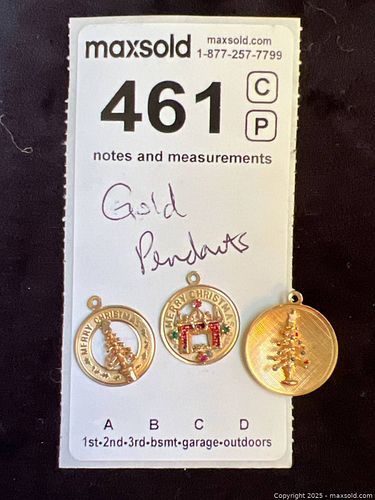 maxsold
maxsold.com
1-877-257-7799
461
C
P
notes and measurements
Gold
Pendants
MERRY CHRISTMAS
MERRY CHRISTMAS
A B C D
1st•2nd•3rd•bsmt•garage•outdoors
Copyright © 2025 - maxsold.com